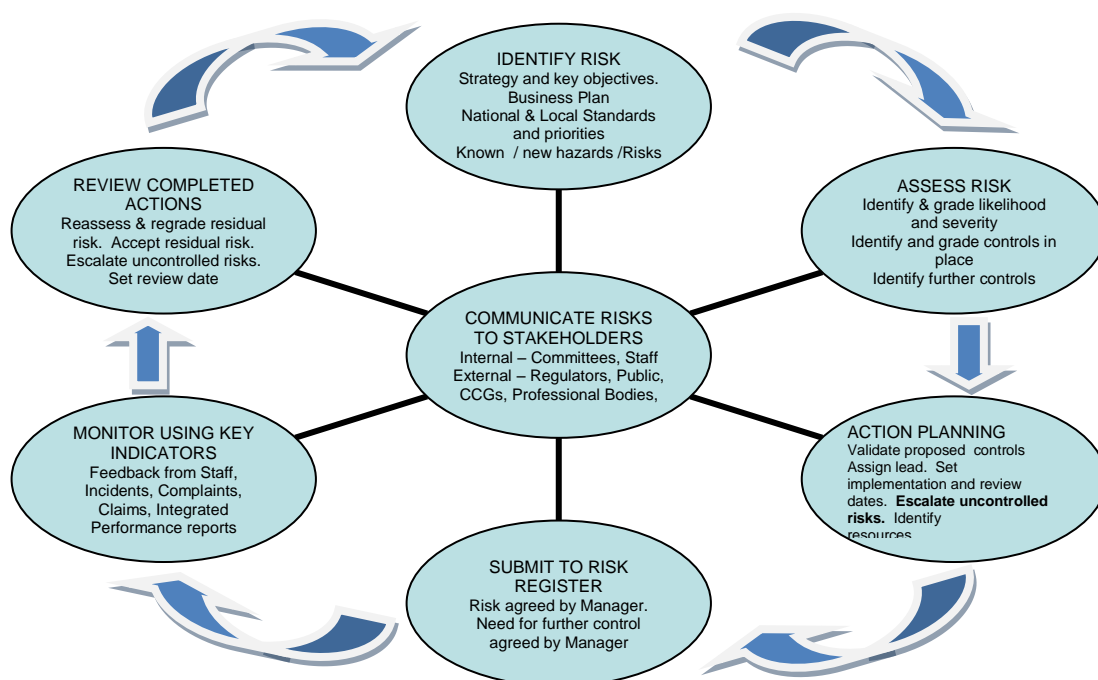 IDENTIFY RISK
Strategy and key objectives.
Business Plan
National & Local Standards
and priorities
Known / new hazards /Risks
ASSESS RISK
Identify & grade likelihood
and severity
Identify and grade controls in
place
Identify further controls
ACTION PLANNING
Validate proposed controls
Assign lead. Set
implementation and review
dates. Escalate uncontrolled
risks. Identify
resources
SUBMIT TO RISK
REGISTER
Risk agreed by Manager.
Need for further control
agreed by Manager
MONITOR USING KEY
INDICATORS
Feedback from Staff,
Incidents, Complaints,
Claims, Integrated
Performance reports
REVIEW COMPLETED
ACTIONS
Reassess & regrade residual
risk. Accept residual risk.
Escalate uncontrolled risks.
Set review date
COMMUNICATE RISKS
TO STAKEHOLDERS
Internal – Committees, Staff
External – Regulators, Public,
CCGs, Professional Bodies,